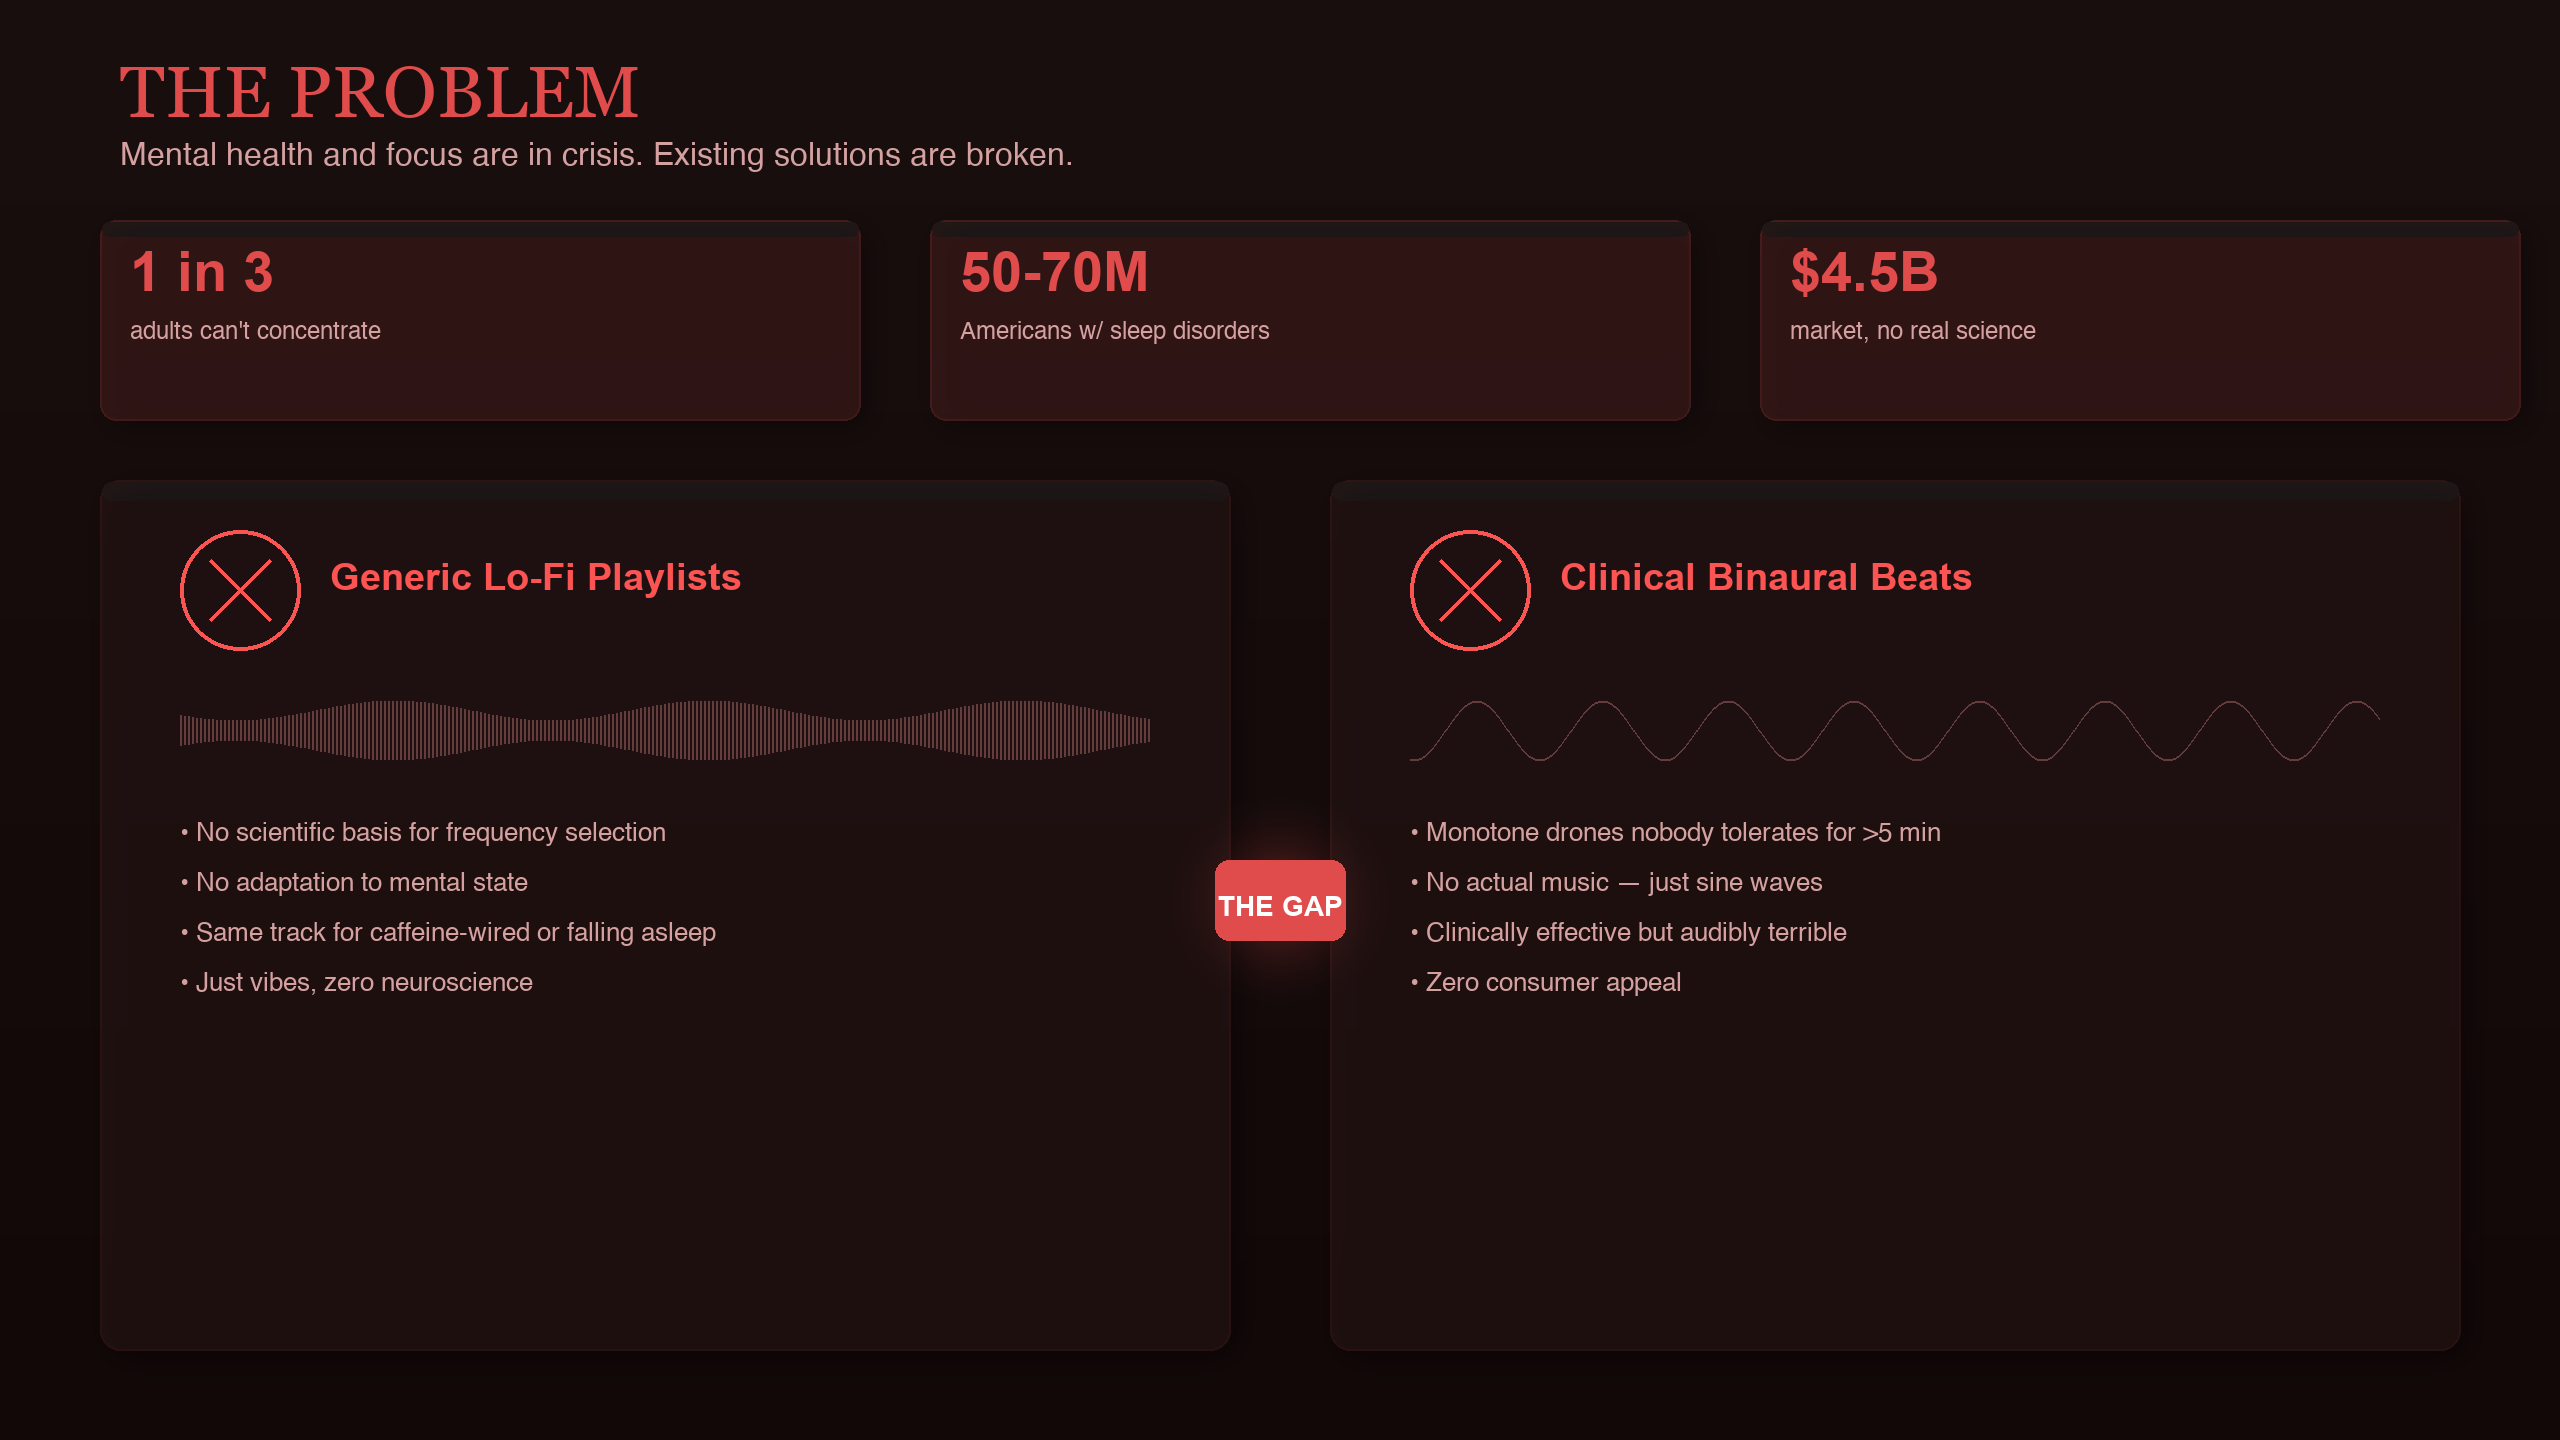 THE PROBLEM
Mental health and focus are in crisis. Existing solutions are broken.
1 in 3
adults can't concentrate
50-70M
Americans w/ sleep disorders
$4.5B
market, no real science
Generic Lo-Fi Playlists
• No scientific basis for frequency selection
• No adaptation to mental state
• Same track for caffeine-wired or falling asleep
• Just vibes, zero neuroscience
THE GAP
Clinical Binaural Beats
• Monotone drones nobody tolerates for >5 min
• No actual music — just sine waves
• Clinically effective but audibly terrible
• Zero consumer appeal